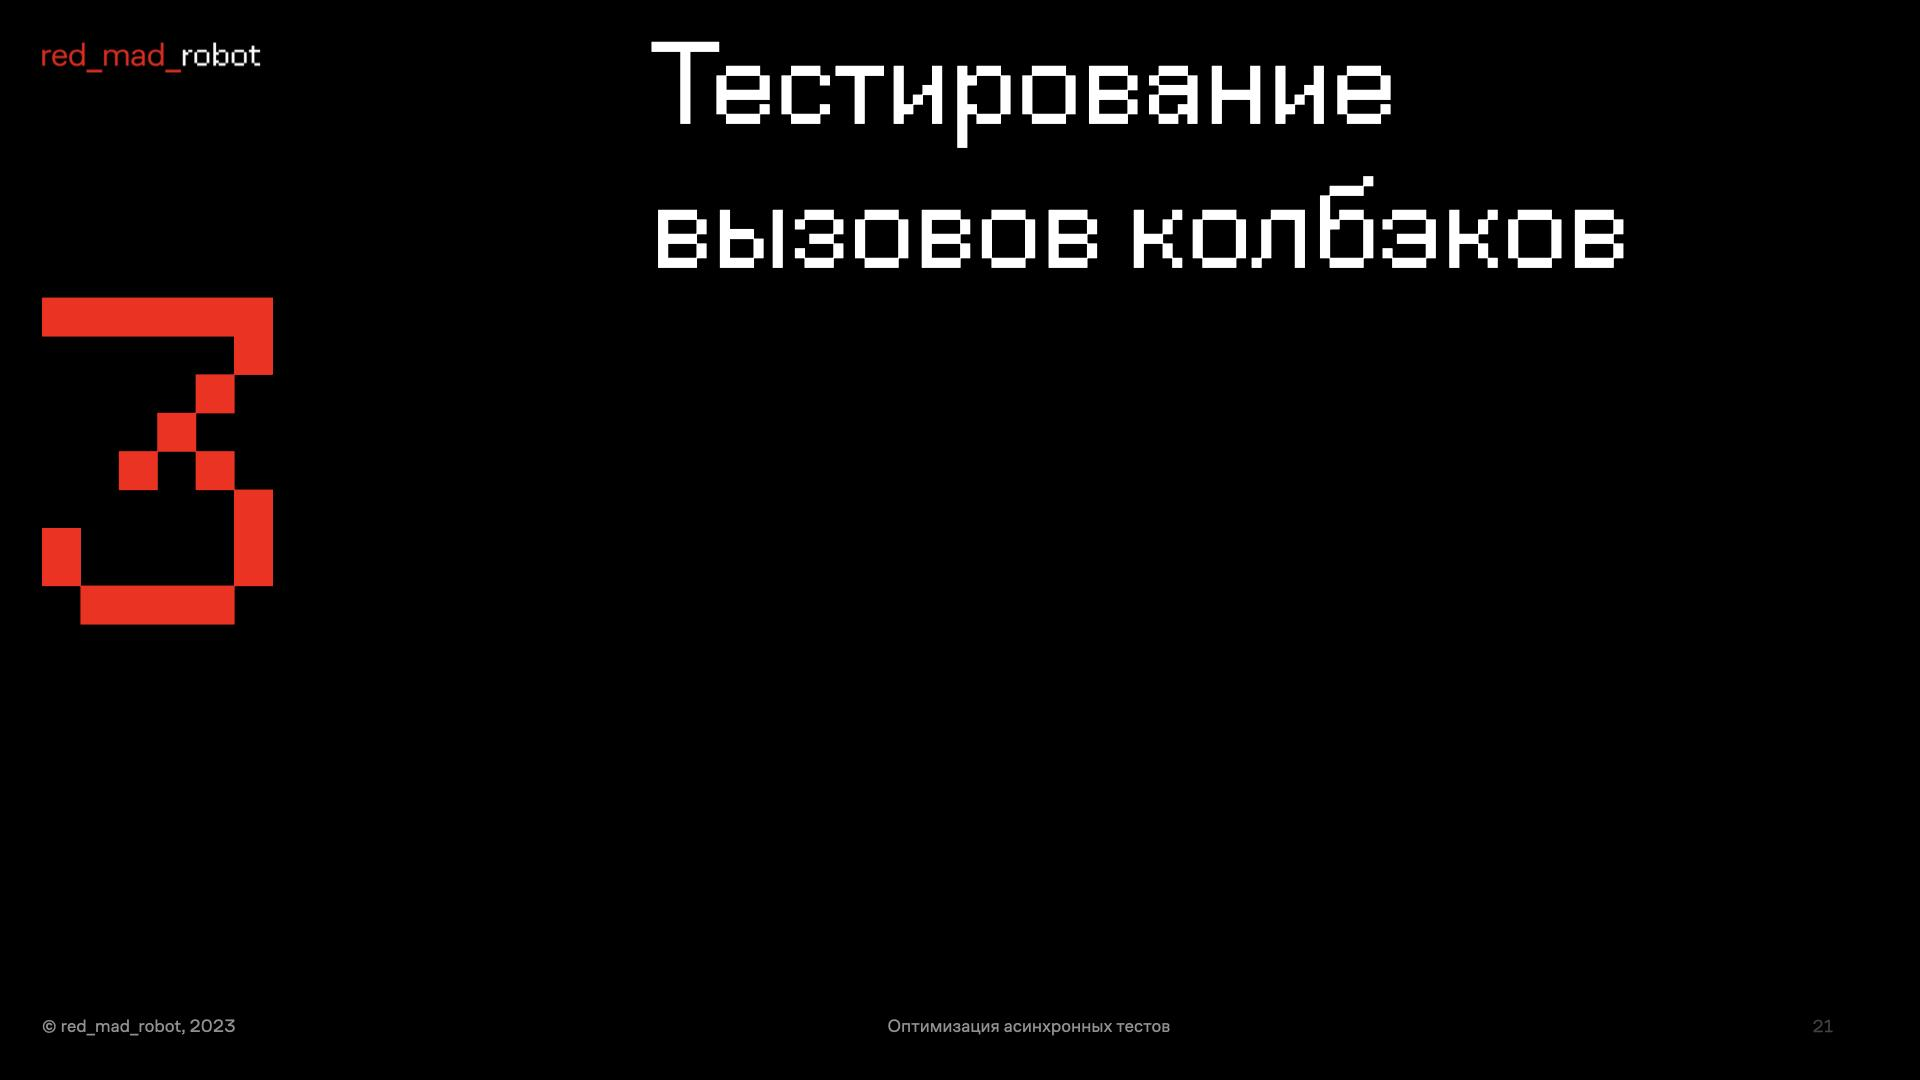 red_mad_robot
Тестирование
вызовов колбэков
3
© red_mad_robot, 2023
Оптимизация асинхронных тестов
21